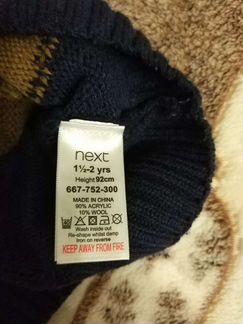 next
1½-2 yrs
Height 92cm
667-752-300
MADE IN CHINA
90% ACRYLIC
10% WOOL
Wash inside out
Re-shape whilst damp
Iron on reverse
KEEP AWAY FROM FIRE